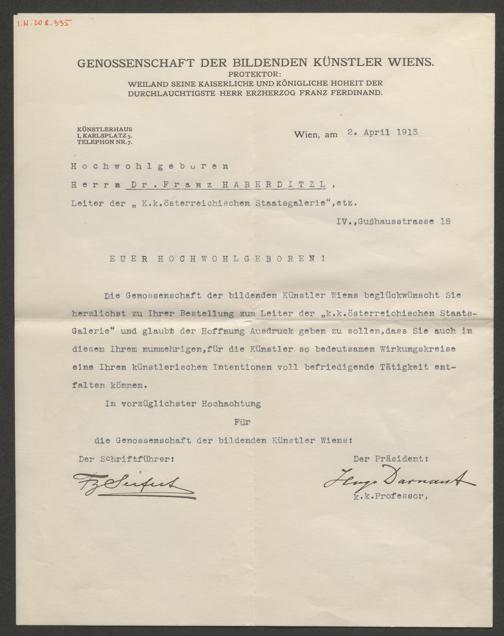 I.N. 208.335
GENOSSENSCHAFT DER BILDENDEN KÜNSTLER WIENS.
PROTEKTOR:
WEILAND SEINE KAISERLICHE UND KÖNIGLICHE HOHEIT DER
DURCHLAUCHTIGSTE HERR ERZHERZOG FRANZ FERDINAND.
KÜNSTLERHAUS
I, KARLSPLATZ 5.
TELEPHON NR. 7.
Wien, am 2. April 1915
Hochwohlgeboren
Herrn Dr. Franz HABERDITZL,
Leiter der „K.k.österreichischen Staatsgalerie",etz.
IV.,Gußhausstrasse 18
EUER HOCHWOHLGEBOREN!
Die Genossenschaft der bildenden Künstler Wiens beglückwünscht Sie
herzlichst zu Ihrer Bestellung zum Leiter der „k.k.österreichischen Staats-
Galerie" und glaubt der Hoffnung Ausdruck geben zu sollen,dass Sie auch in
diesem Ihrem nunmehrigen,für die Künstler so bedeutsamen Wirkungskreise
eine Ihrem künstlerischen Intentionen voll befriedigende Tätigkeit ent-
falten können.
In vorzüglichster Hochachtung
Für
die Genossenschaft der bildenden Künstler Wiens:
Der Schriftführer:
Der Präsident:
Fz Seifert
Hugo Darnaut
k.k.Professor,